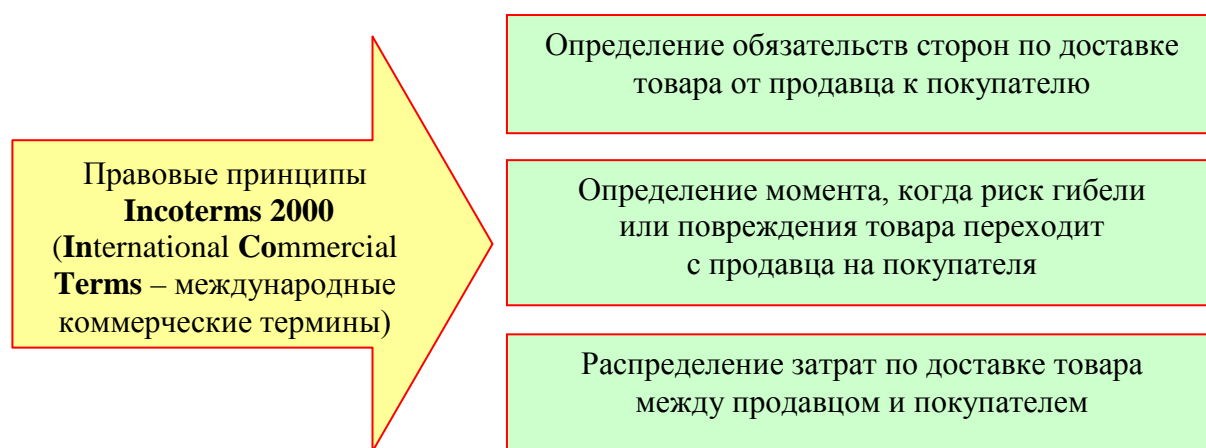 Правовые принципы
Incoterms 2000
(International Commercial
Terms – международные
коммерческие термины)
Определение обязательств сторон по доставке
товара от продавца к покупателю
Определение момента, когда риск гибели
или повреждения товара переходит
с продавца на покупателя
Распределение затрат по доставке товара
между продавцом и покупателем